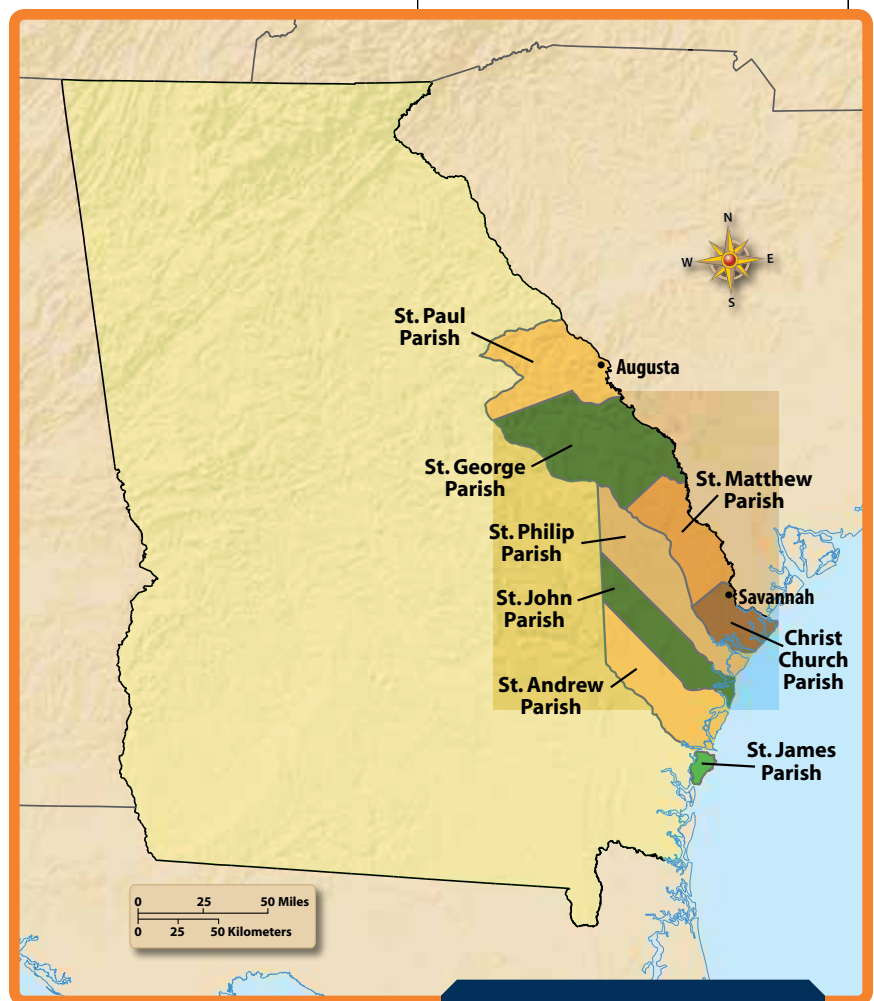 N
W
E
S
St. Paul
Parish
Augusta
St. George
Parish
St. Matthew
Parish
St. Philip
Parish
St. John
Parish
Savannah
Christ
Church
Parish
St. Andrew
Parish
St. James
Parish
0 25 50 Miles
0 25 50 Kilometers